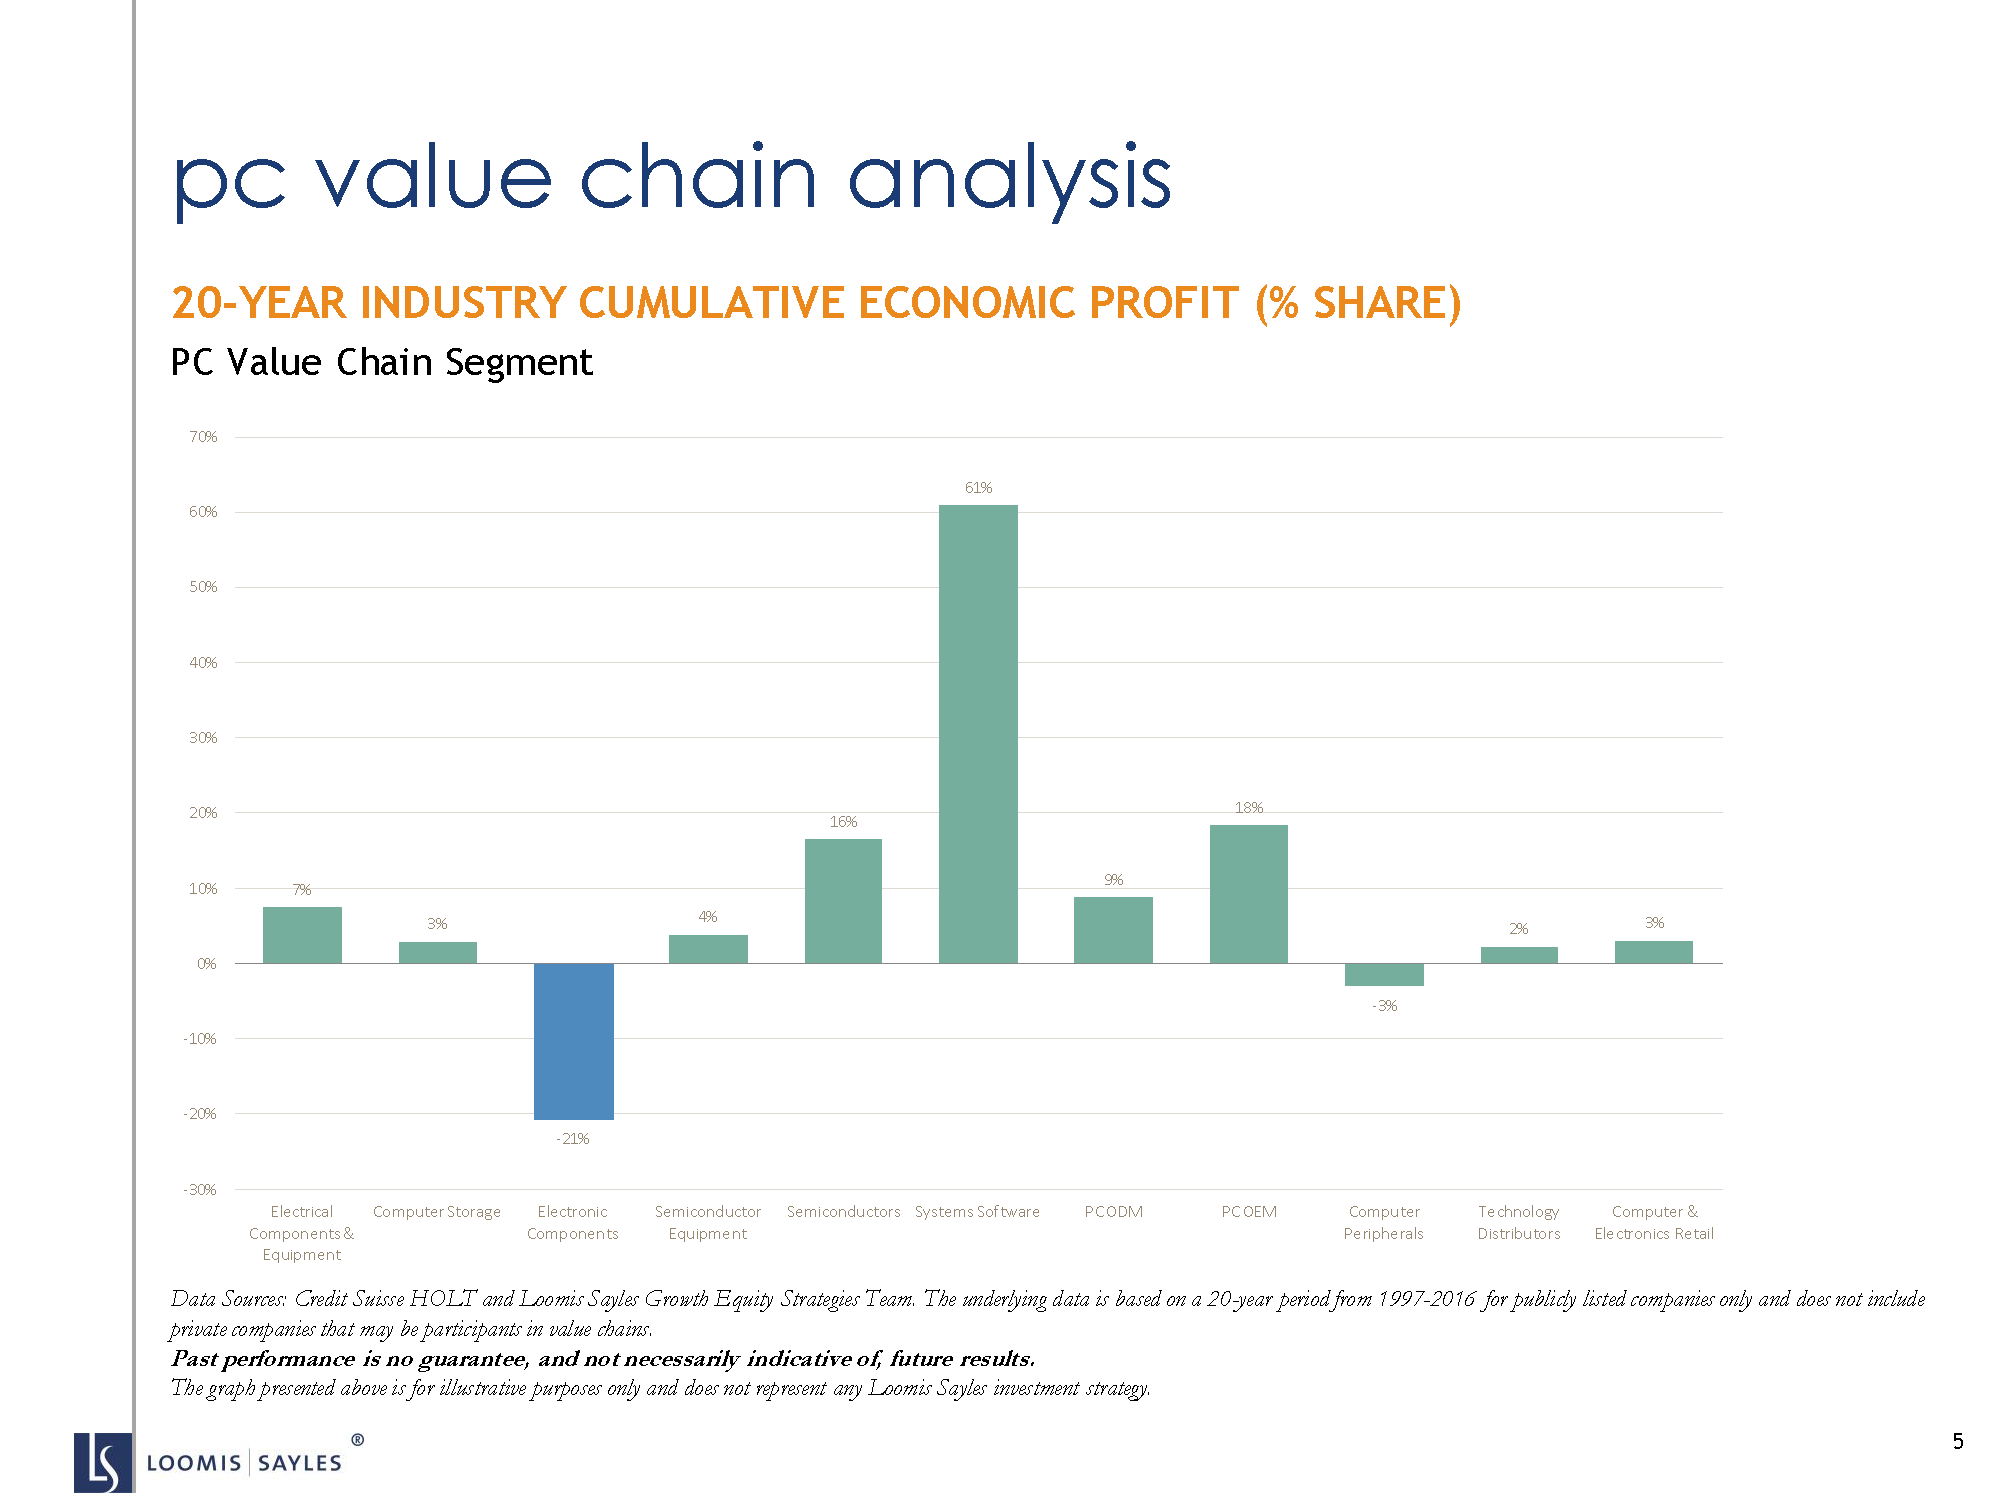 pc value chain analysis
20-YEAR INDUSTRY CUMULATIVE ECONOMIC PROFIT (% SHARE)
PC Value Chain Segment
70%
60%
50%
40%
30%
20%
10%
0%
-10%
-20%
-30%
7%
3%
-21%
4%
16%
61%
9%
18%
-3%
2%
3%
Electrical
Components &
Equipment
Computer Storage
Electronic
Components
Semiconductor
Equipment
Semiconductors
Systems Software
PC ODM
PC OEM
Computer
Peripherals
Technology
Distributors
Computer &
Electronics Retail
Data Sources: Credit Suisse HOLT and Loomis Sayles Growth Equity Strategies Team. The underlying data is based on a 20-year period from 1997-2016 for publicly listed companies only and does not include
private companies that may be participants in value chains.
Past performance is no guarantee, and not necessarily indicative of, future results.
The graph presented above is for illustrative purposes only and does not represent any Loomis Sayles investment strategy.
LS LOOMIS | SAYLES ®
5